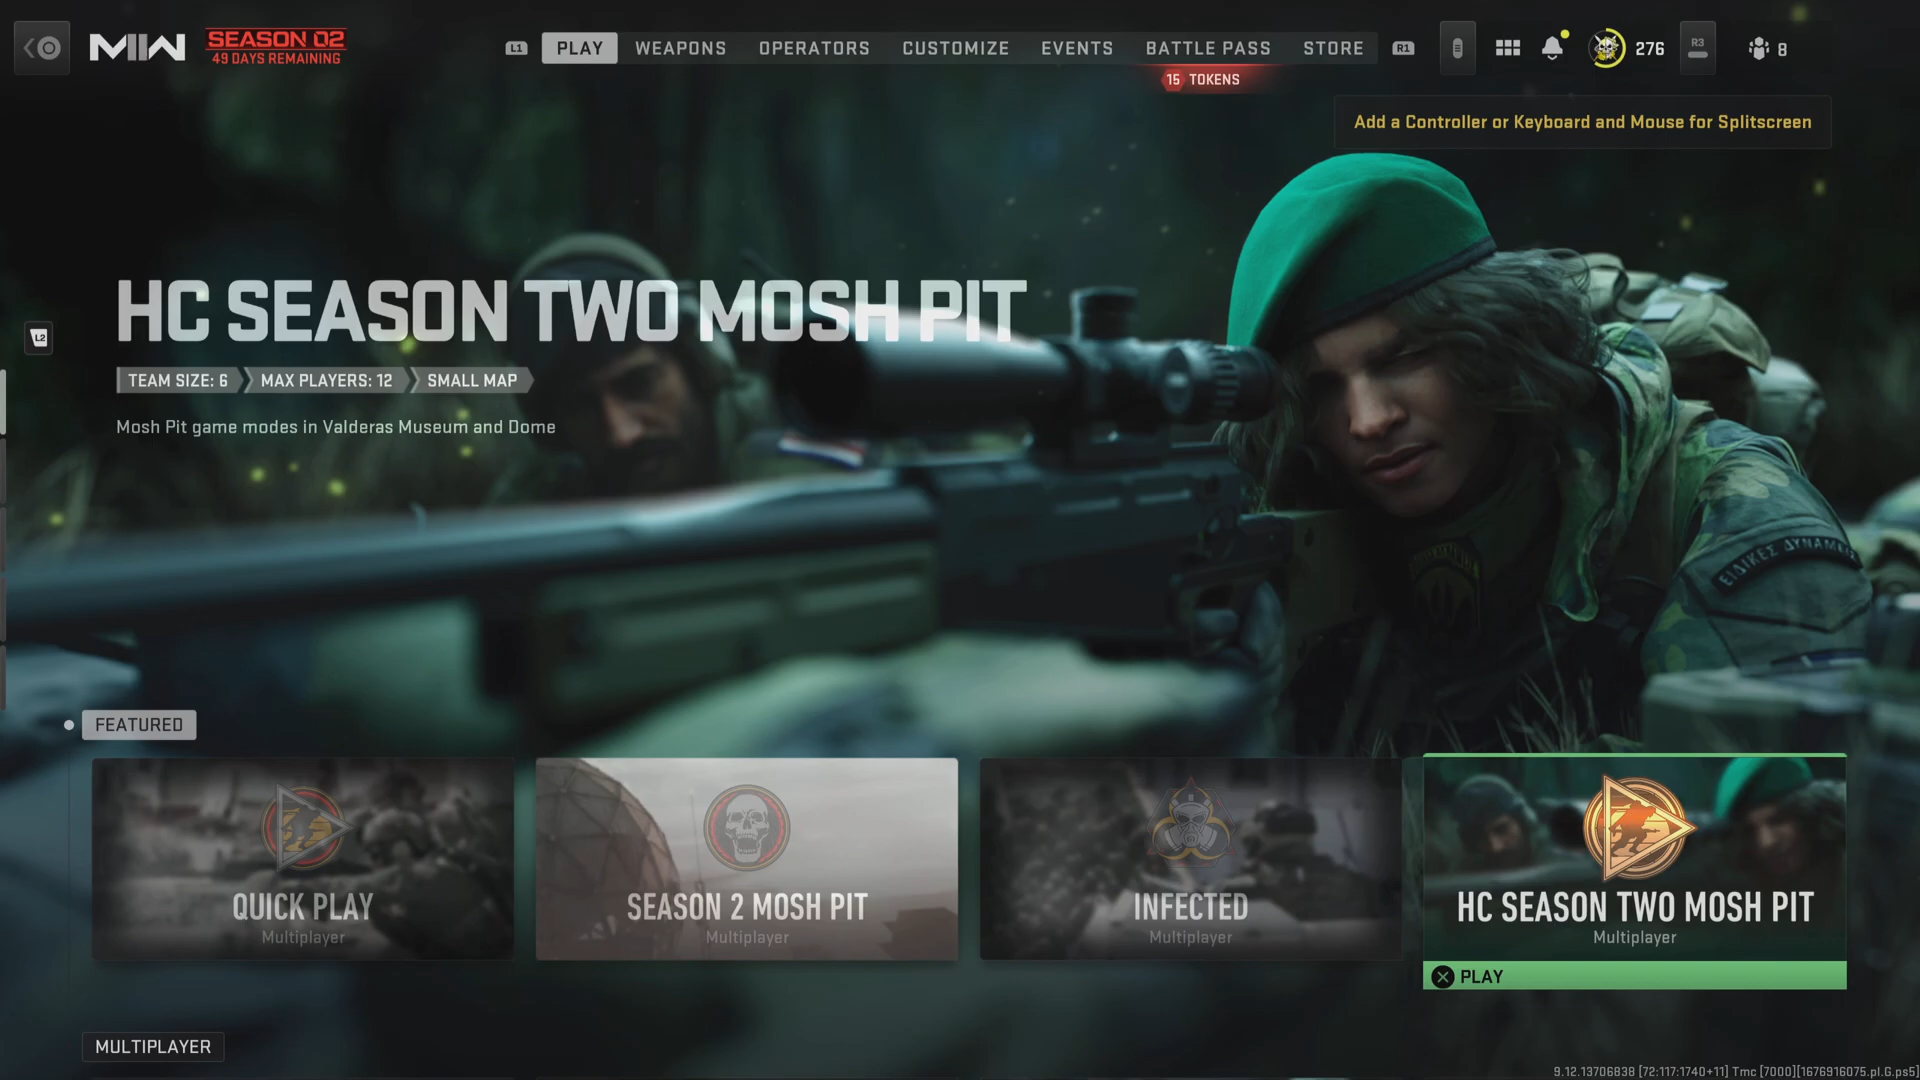 MIIW
SEASON 02
49 DAYS REMAINING
L1
PLAY
WEAPONS
OPERATORS
CUSTOMIZE
EVENTS
BATTLE PASS
STORE
R1
276
R3
8
15 TOKENS
Add a Controller or Keyboard and Mouse for Splitscreen
HC SEASON TWO MOSH PIT
L2
TEAM SIZE: 6
MAX PLAYERS: 12
SMALL MAP
Mosh Pit game modes in Valderas Museum and Dome
ΕΙΔΙΚΕΣ ΔΥΝΑΜΕΙΣ
FEATURED
QUICK PLAY
Multiplayer
SEASON 2 MOSH PIT
Multiplayer
INFECTED
Multiplayer
HC SEASON TWO MOSH PIT
Multiplayer
PLAY
MULTIPLAYER
9.12.13706838 [72:117:1740+11] Tmc [7000][1676916075.pl.G.ps5]